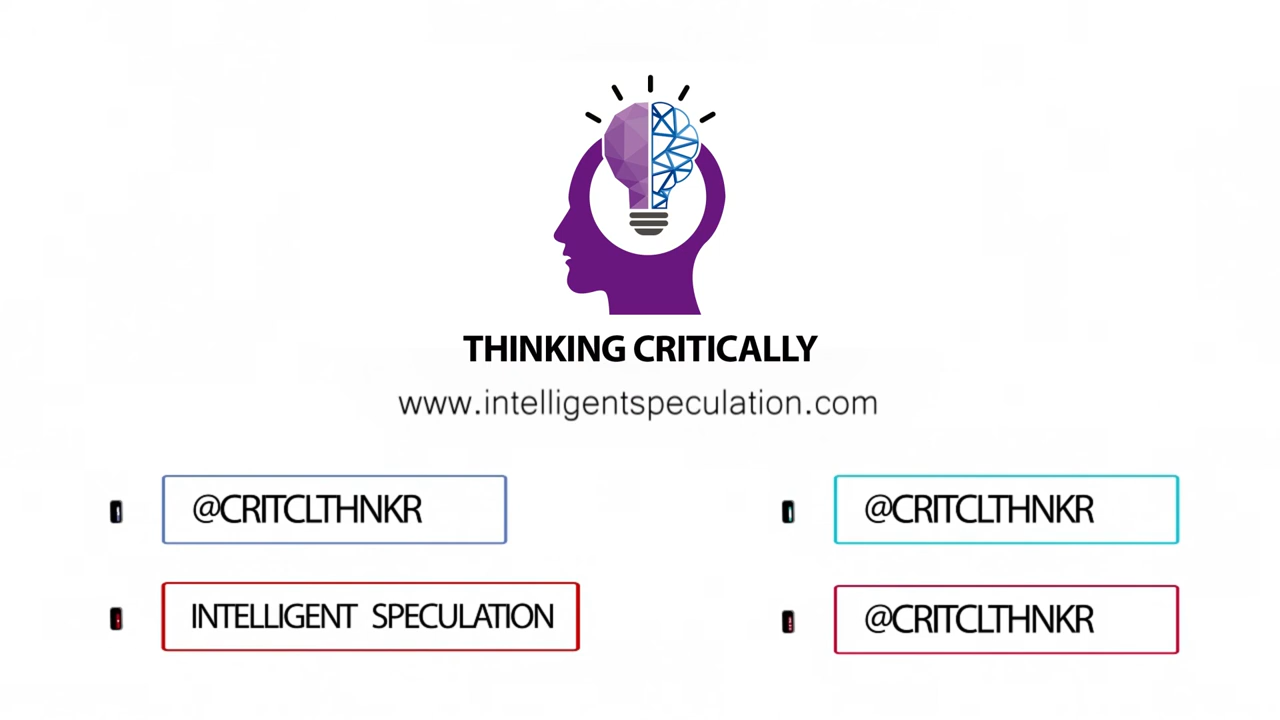 THINKING CRITICALLY
www.intelligentspeculation.com
@CRITCLTHNKR
@CRITCLTHNKR
INTELLIGENT SPECULATION
@CRITCLTHNKR